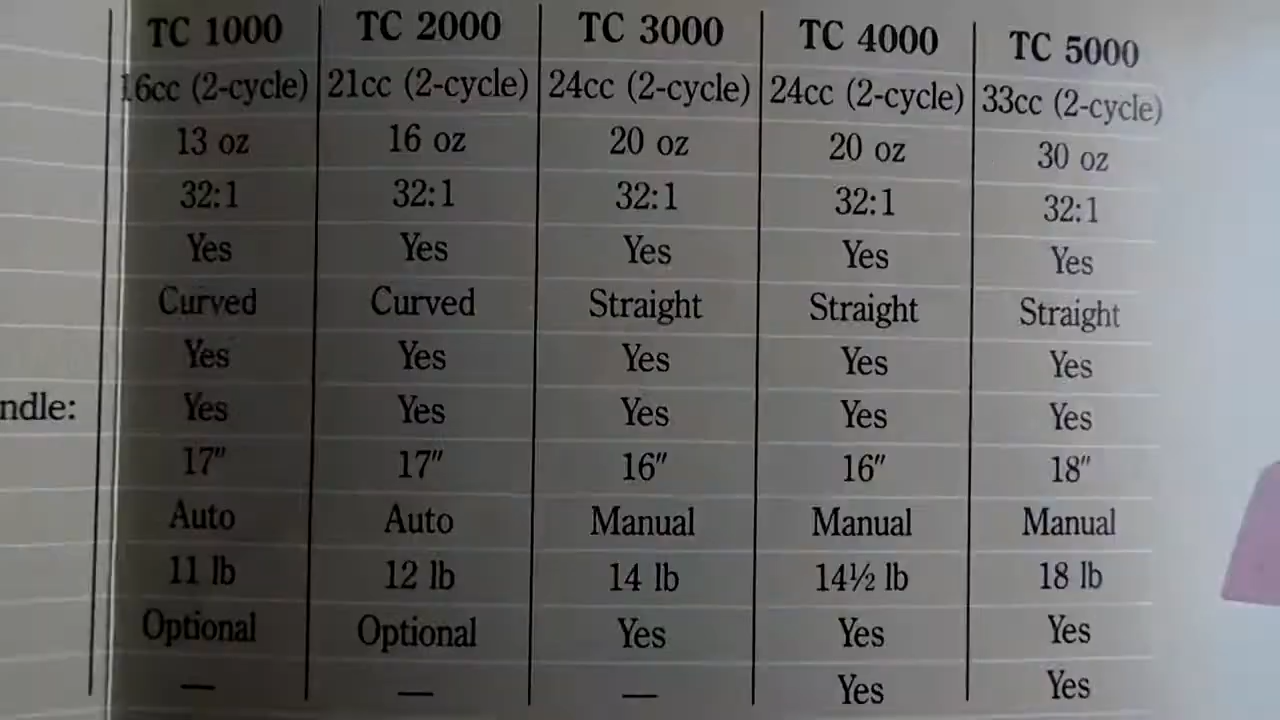 TC 1000 TC 2000 TC 3000 TC 4000 TC 5000
16cc (2-cycle) 21cc (2-cycle) 24cc (2-cycle) 24cc (2-cycle) 33cc (2-cycle)
13 oz 16 oz 20 oz 20 oz 30 oz
32:1 32:1 32:1 32:1 32:1
Yes Yes Yes Yes Yes
Curved Curved Straight Straight Straight
Yes Yes Yes Yes Yes
ndle: Yes Yes Yes Yes Yes
17″ 17″ 16″ 16″ 18″
Auto Auto Manual Manual Manual
11 lb 12 lb 14 lb 14½ lb 18 lb
Optional Optional Yes Yes Yes
— — — Yes Yes